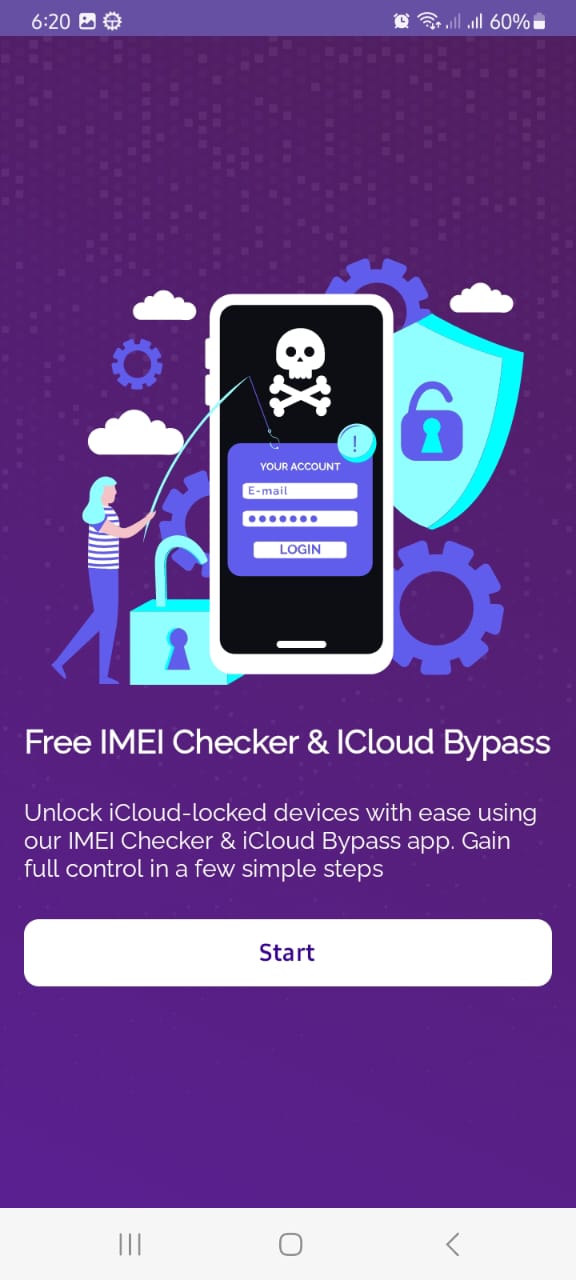 6:20
60%
YOUR ACCOUNT
E-mail
LOGIN
Free IMEI Checker & ICloud Bypass
Unlock iCloud-locked devices with ease using
our IMEI Checker & iCloud Bypass app. Gain
full control in a few simple steps
Start